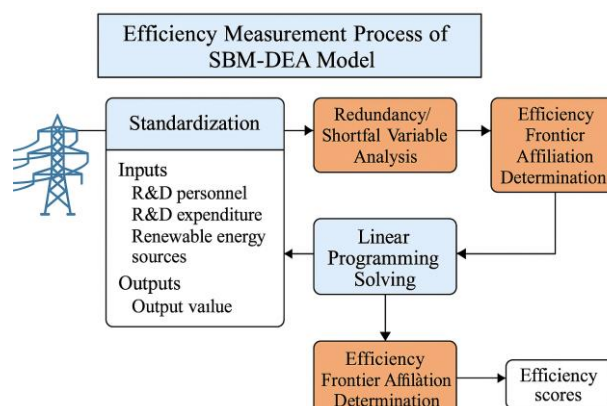 Efficiency Measurement Process of
SBM-DEA Model
Standardization
Inputs
R&D personnel
R&D expenditure
Renewable energy
sources
Outputs
Output vaılue
Redundancy/
Shortfal Variable
Analysis
Efficiency
Frontier
Affiliation
Determination
Linear
Programming
Solving
Efficiency
Frontier Affilation
Determination
Efficiency
scores